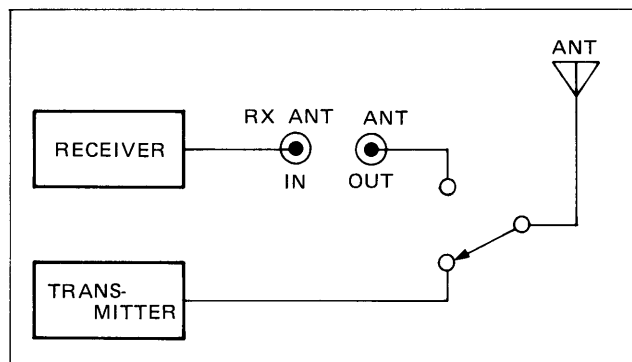 ANT
RX ANT
ANT
RECEIVER
IN
OUT
TRANS-
MITTER